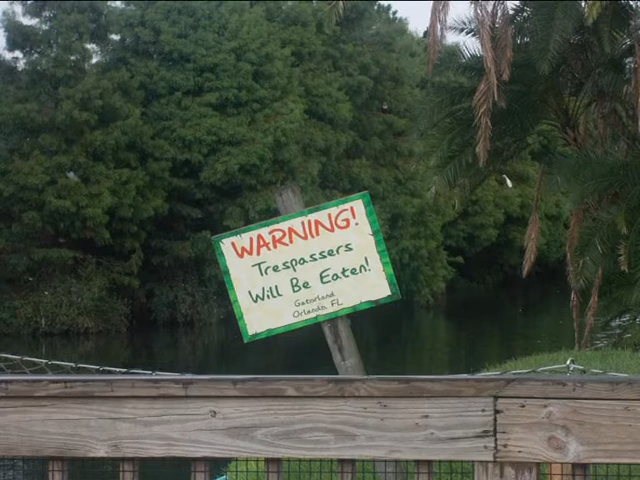 WARNING!
Trespassers
Will Be Eaten!
Gatorland
Orlando, FL